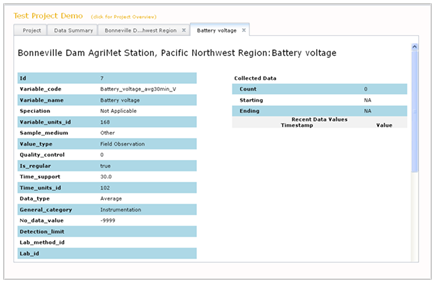 Test Project Demo (click for Project Overview)
Project
Data Summary
Bonneville D...hwest Region X
Battery voltage X
Bonneville Dam AgriMet Station, Pacific Northwest Region:Battery voltage
Id 7
Variable_code Battery_voltage_avg30min_V
Variable_name Battery voltage
Speciation Not Applicable
Variable_units_id 168
Sample_medium Other
Value_type Field Observation
Quality_control 0
Is_regular true
Time_support 30.0
Time_units_id 102
Data_type Average
General_category Instrumentation
No_data_value -9999
Detection_limit
Lab_method_id
Lab_id
Collected Data
Count 0
Starting NA
Ending NA
Recent Data Values
Timestamp Value